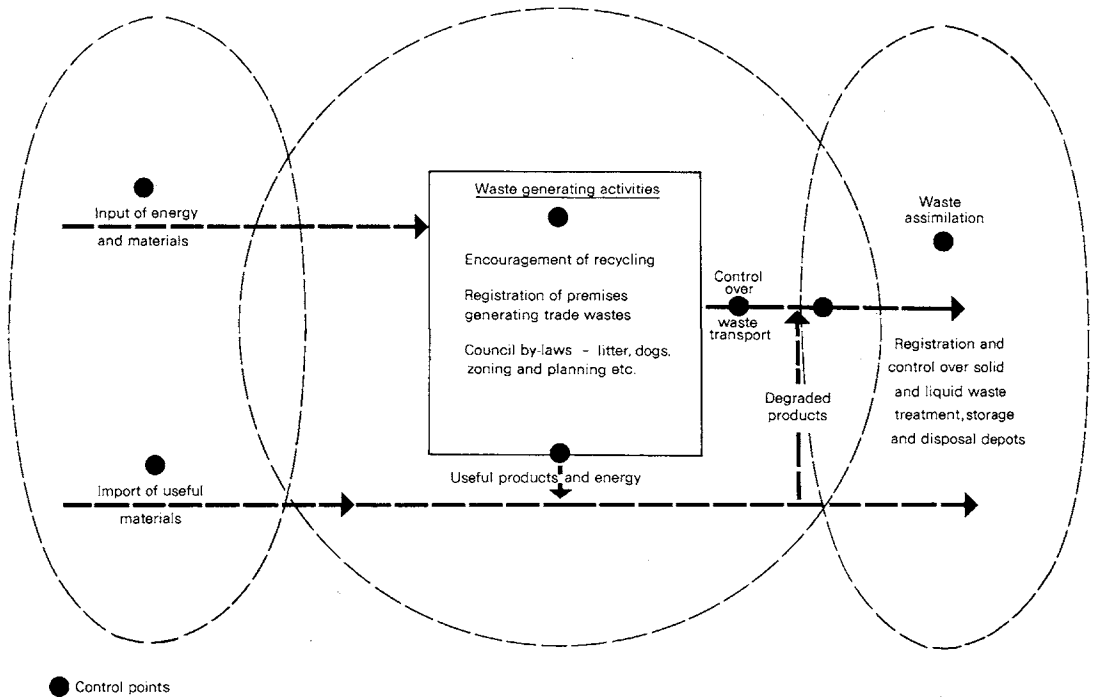 Input of energy
and materials
Import of useful
materials
Waste generating activities
Encouragement of recycling
Registration of premises
generating trade wastes
Council by-laws - litter, dogs,
zoning and planning etc.
Useful products and energy
Control
over
waste
transport
Degraded
products
Waste
assimilation
Registration and
control over solid
and liquid waste
treatment, storage
and disposal depots
Control points